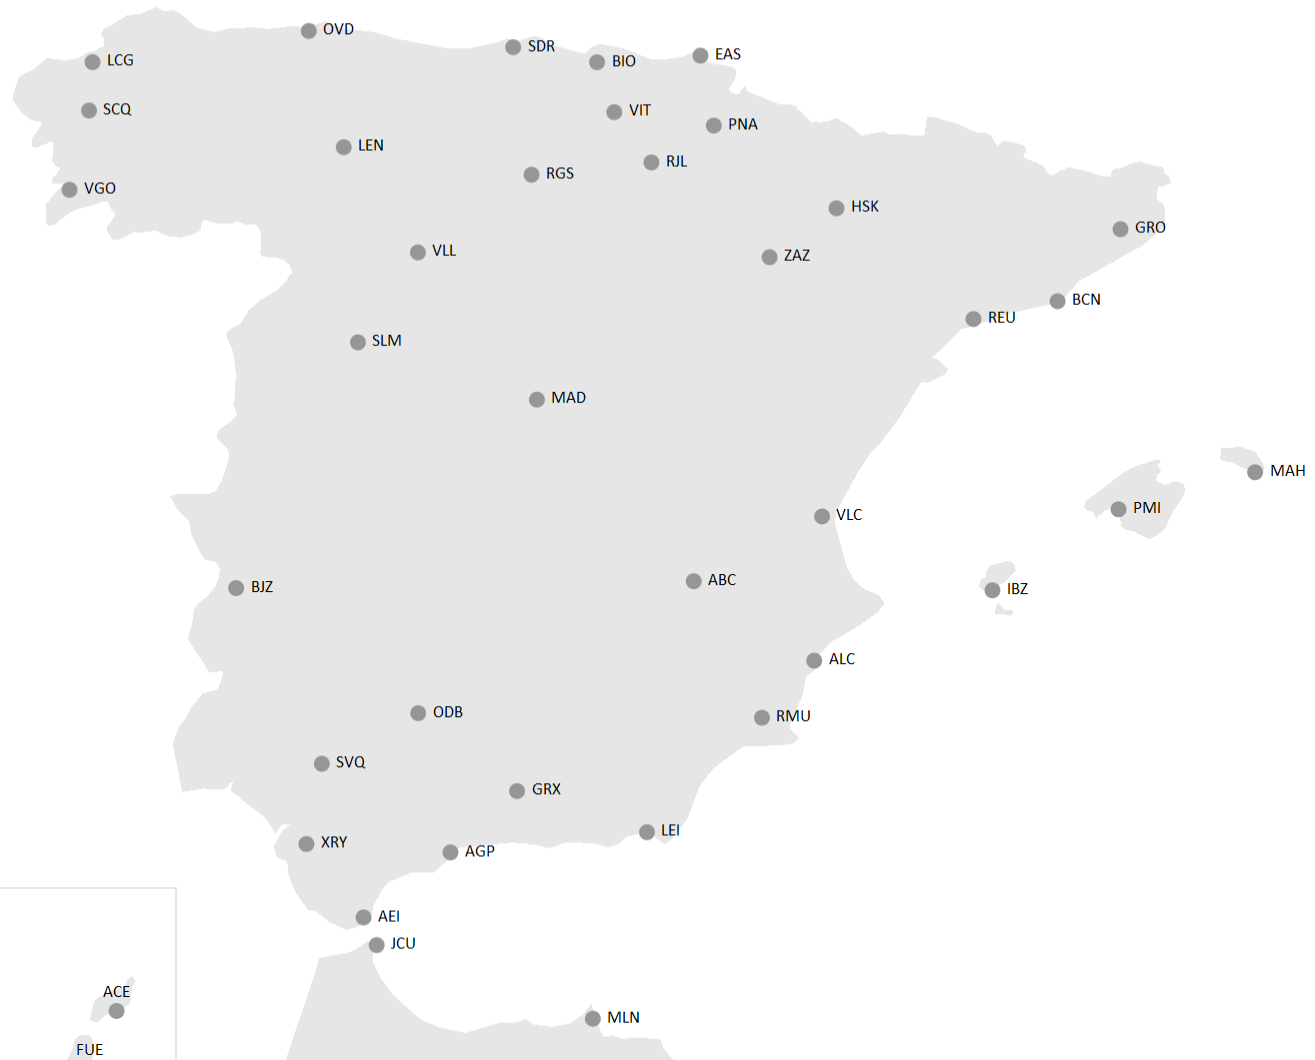 OVD
SDR
EAS
LCG
BIO
SCQ
VIT
PNA
LEN
RJL
RGS
VGO
HSK
GRO
VLL
ZAZ
BCN
REU
SLM
MAD
MAH
PMI
VLC
ABC
BJZ
IBZ
ALC
ODB
RMU
SVQ
GRX
LEI
XRY
AGP
AEI
JCU
ACE
MLN
FUE